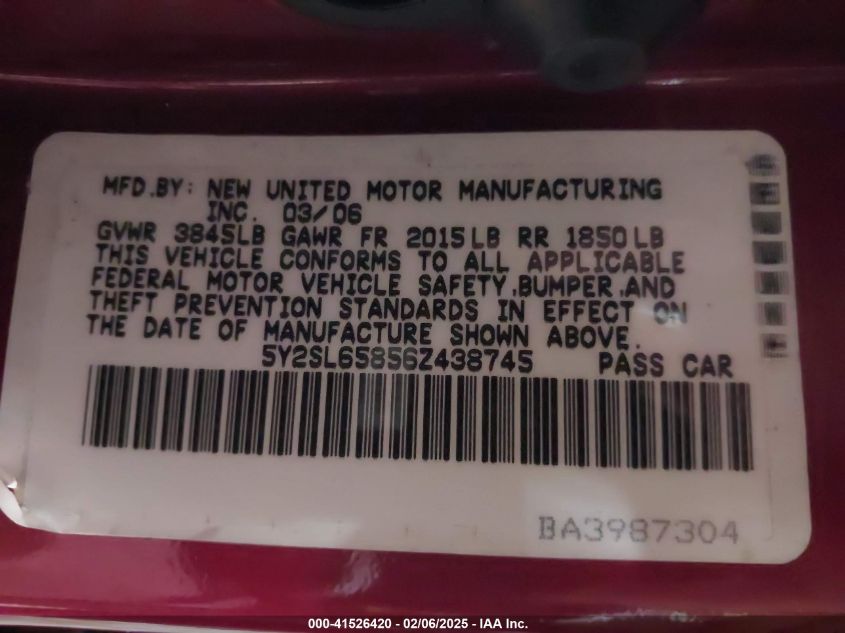 MFD.BY: NEW UNITED MOTOR MANUFACTURING
INC. 03/06
GVWR 3845LB GAWR FR 2015LB RR 1850LB
THIS VEHICLE CONFORMS TO ALL APPLICABLE
FEDERAL MOTOR VEHICLE SAFETY,BUMPER,AND
THEFT PREVENTION STANDARDS IN EFFECT ON
THE DATE OF MANUFACTURE SHOWN ABOVE.
5Y2SL65856Z438745 PASS CAR
BA3987304
000-41526420 - 02/06/2025 - IAA Inc.